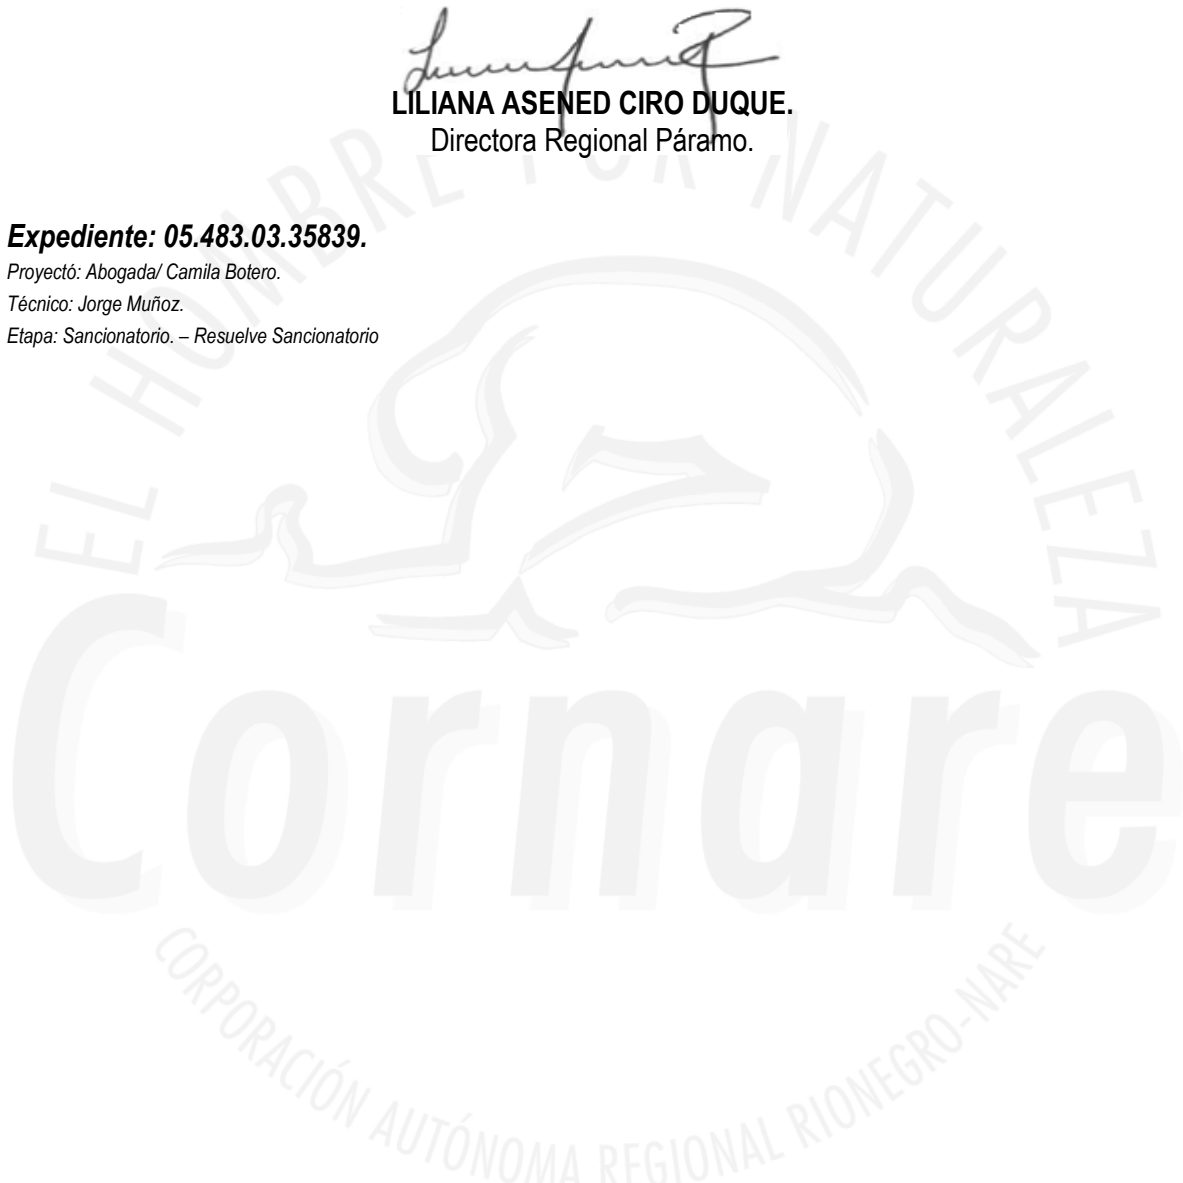 LILIANA ASENED CIRO DUQUE.
Directora Regional Páramo.
Expediente: 05.483.03.35839.
Proyectó: Abogada/ Camila Botero.
Técnico: Jorge Muñoz.
Etapa: Sancionatorio. – Resuelve Sancionatorio
EL HOMBRE POR NATURALEZA
Cornare
CORPORACIÓN AUTÓNOMA REGIONAL RIONEGRO-NARE